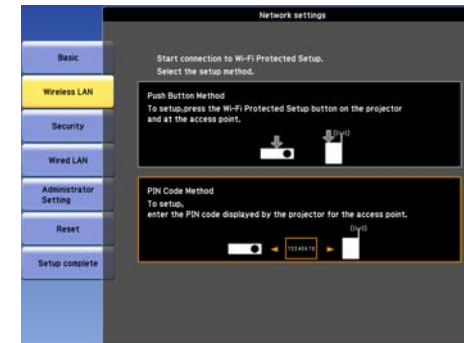 Network settings
Basic
Wireless LAN
Security
Wired LAN
Administrator
Setting
Reset
Setup complete
Start connection to Wi-Fi Protected Setup.
Select the setup method.
Push Button Method
To setup,press the Wi-Fi Protected Setup button on the projector
and at the access point.
PIN Code Method
To setup,
enter the PIN code displayed by the projector for the access point.